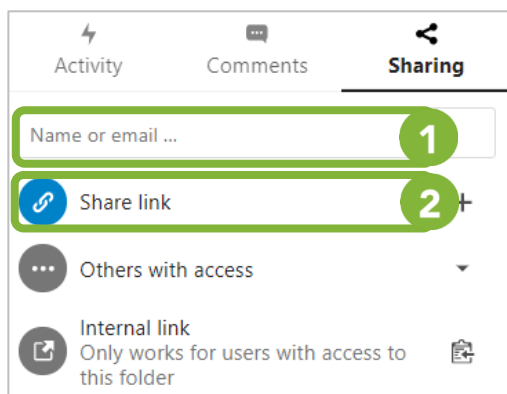 Activity Comments Sharing
Name or email ... 1
Share link 2 +
Others with access
Internal link
Only works for users with access to
this folder